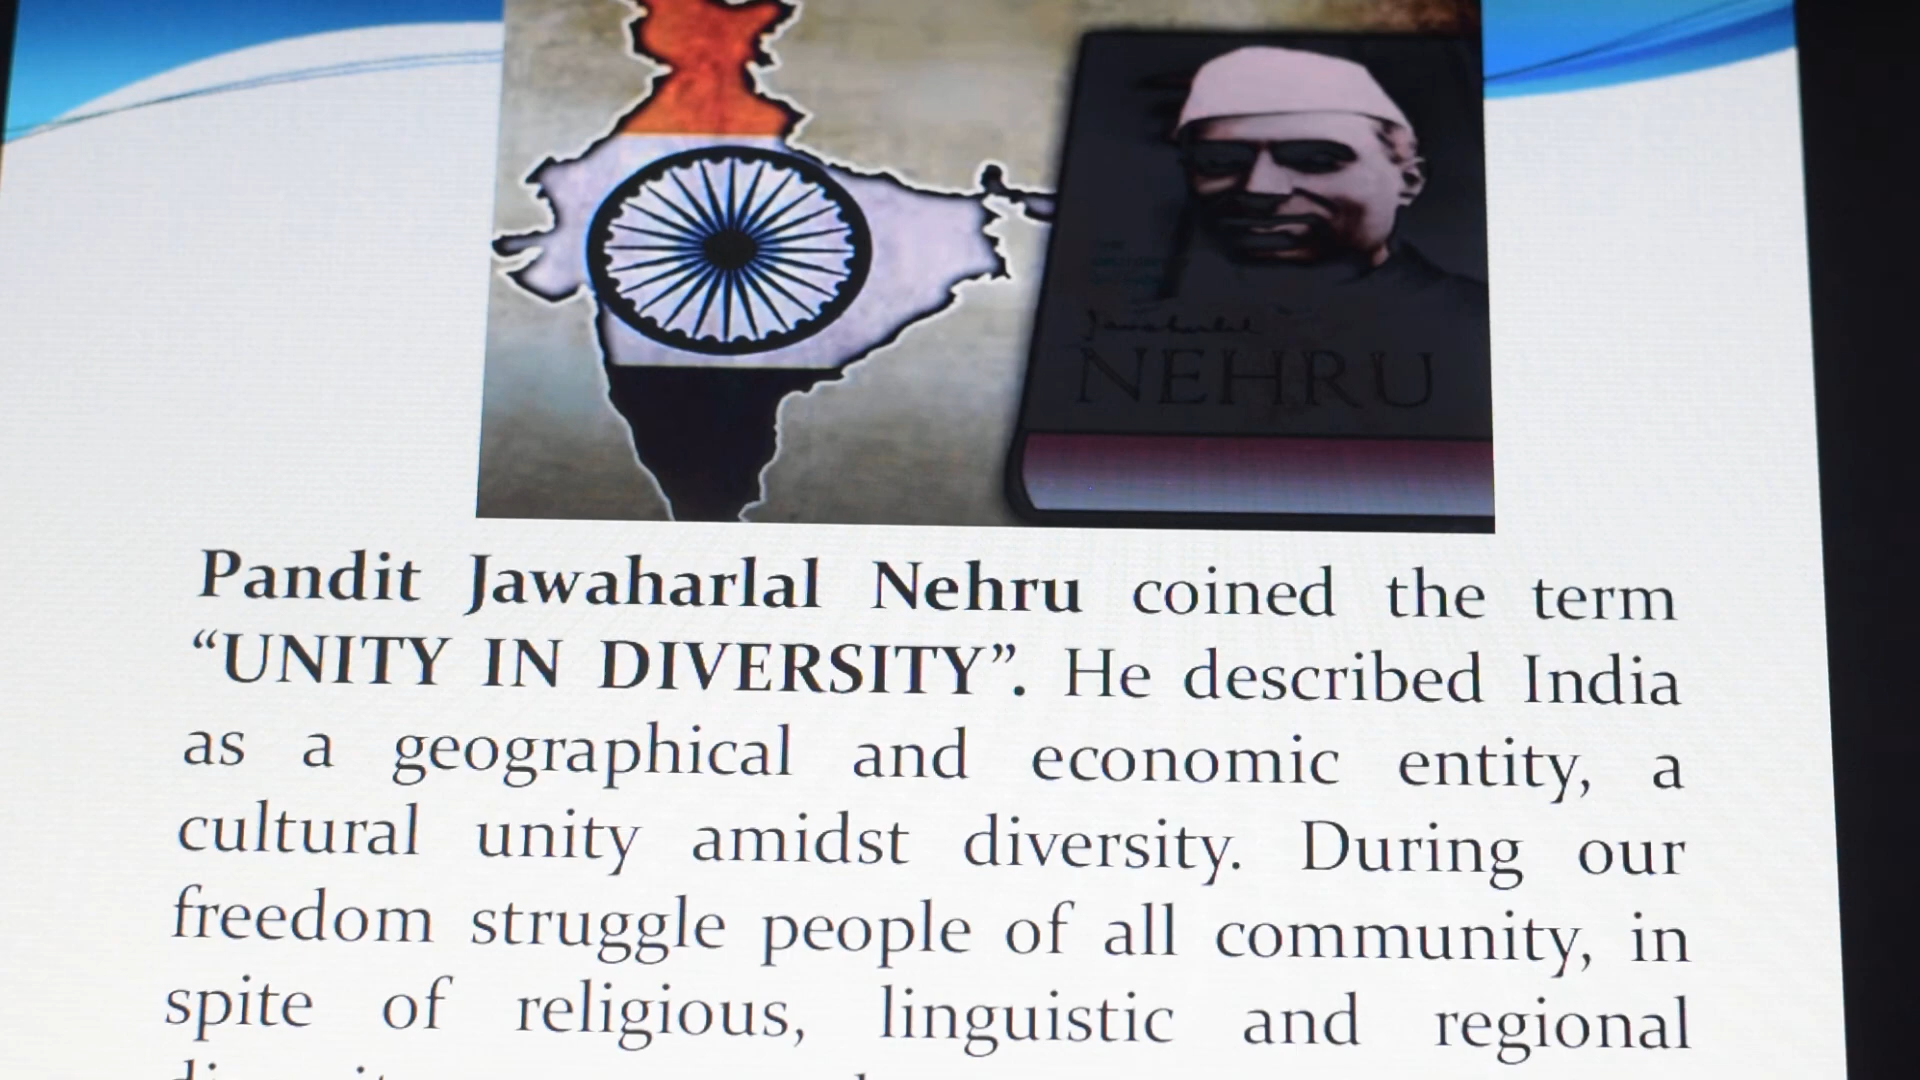 Jawaharlal
NEHRU
Pandit Jawaharlal Nehru coined the term
“UNITY IN DIVERSITY”. He described India
as a geographical and economic entity, a
cultural unity amidst diversity. During our
freedom struggle people of all community, in
spite of religious, linguistic and regional